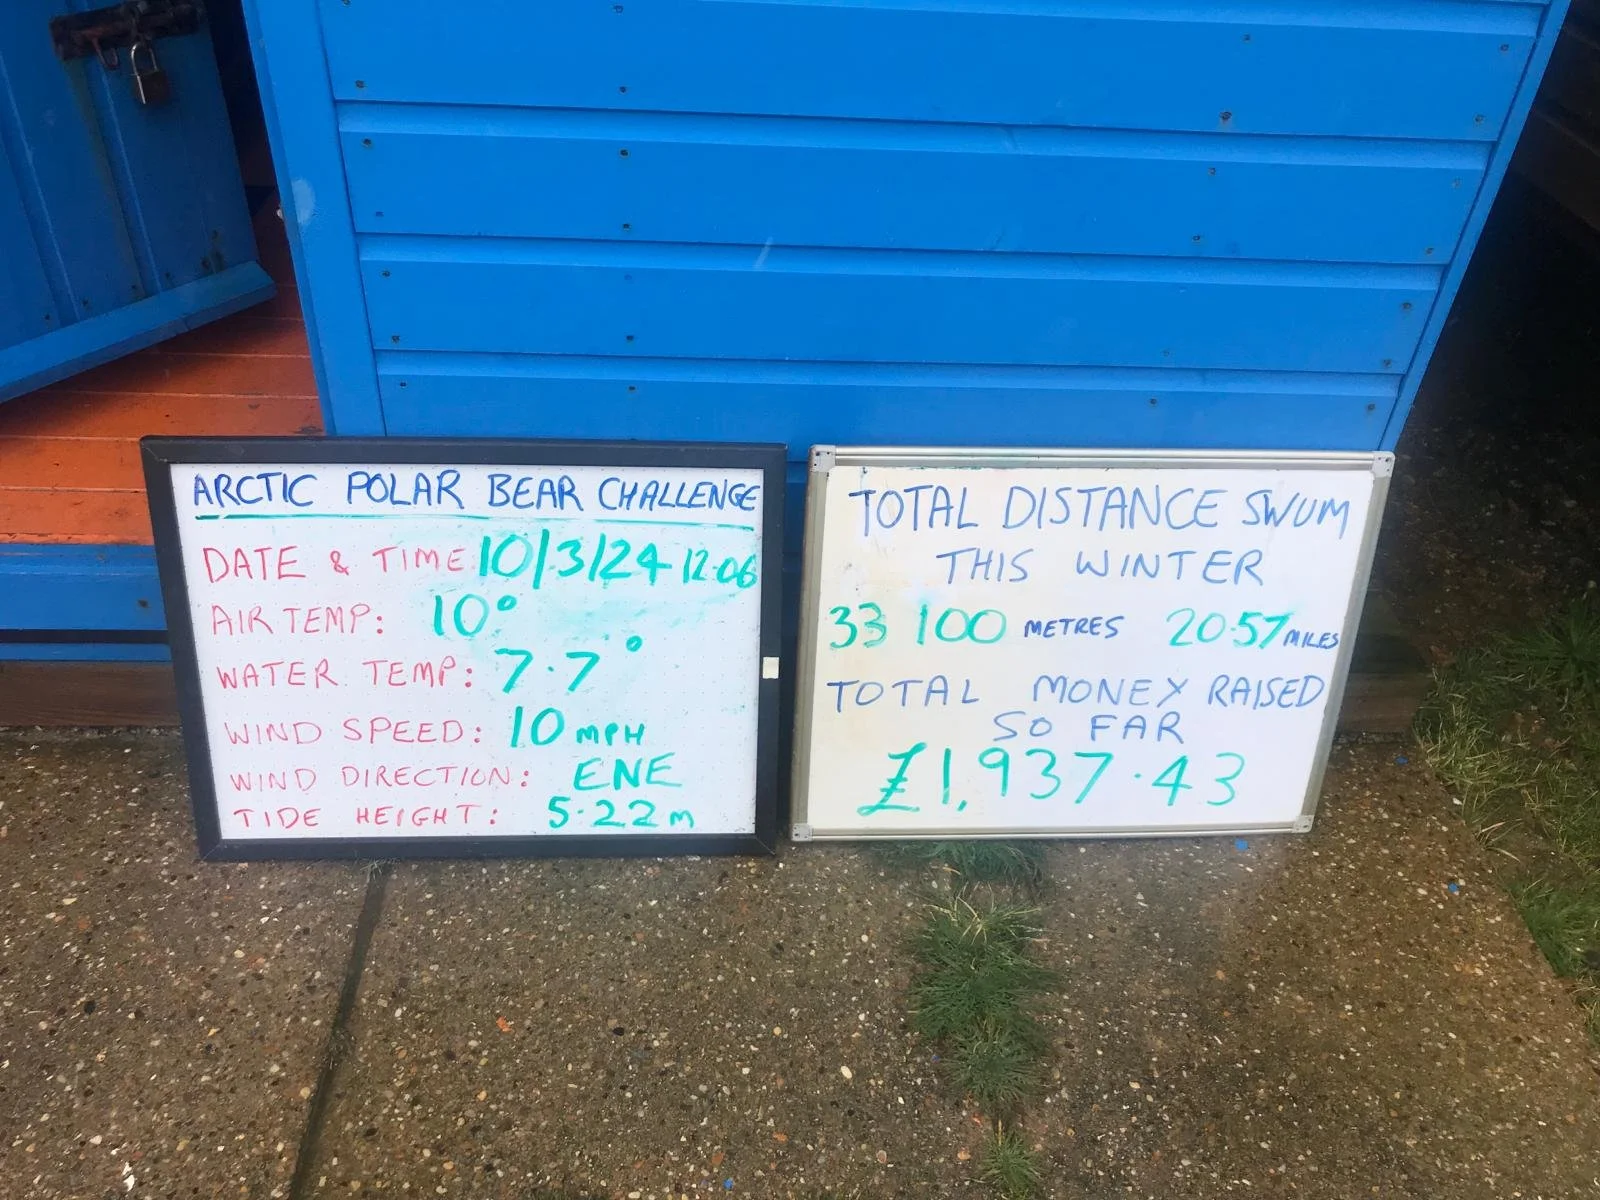 ARCTIC POLAR BEAR CHALLENGE
DATE & TIME 10/3/24 12.06
AIR TEMP: 10°
WATER TEMP: 7.7°
WIND SPEED: 10 MPH
WIND DIRECTION: ENE
TIDE HEIGHT: 5.22 M
TOTAL DISTANCE SWUM
THIS WINTER
33 100 METRES 20.57 MILES
TOTAL MONEY RAISED
SO FAR
£1,937.43